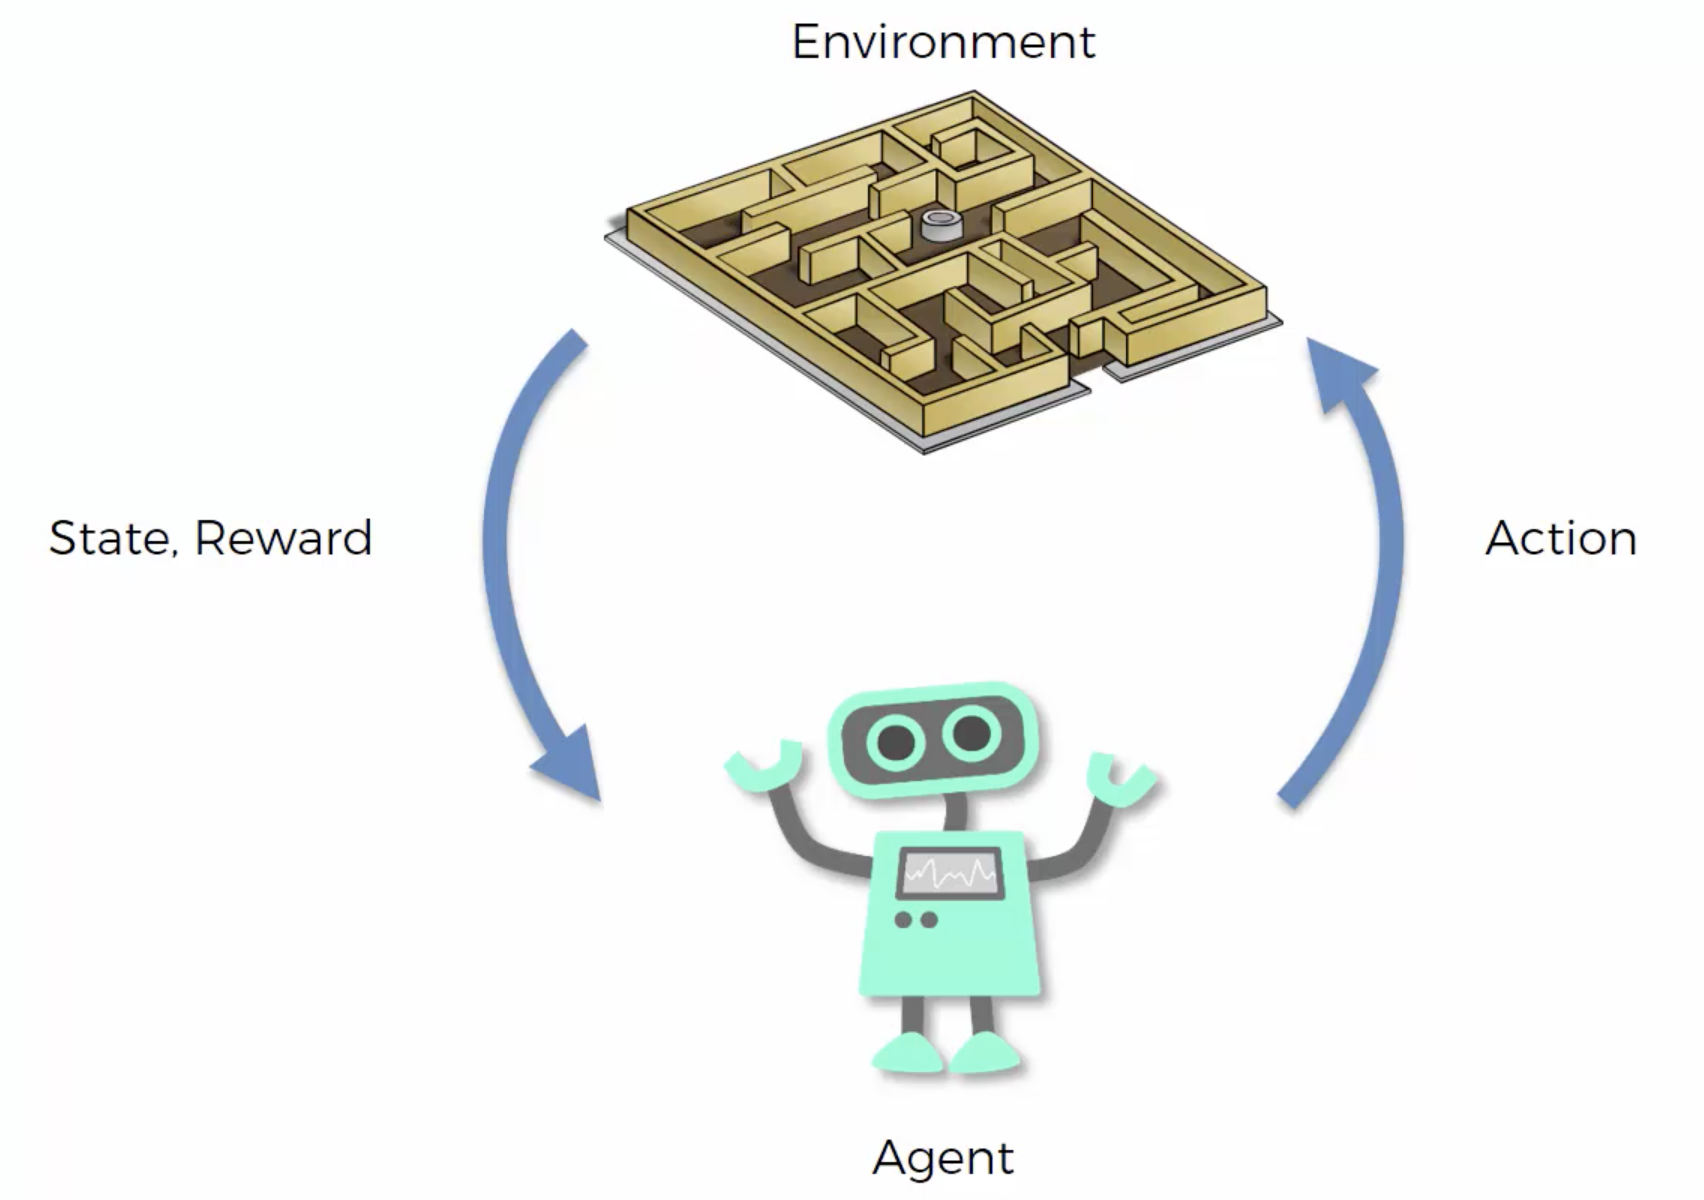 Environment
State, Reward
Action
Agent